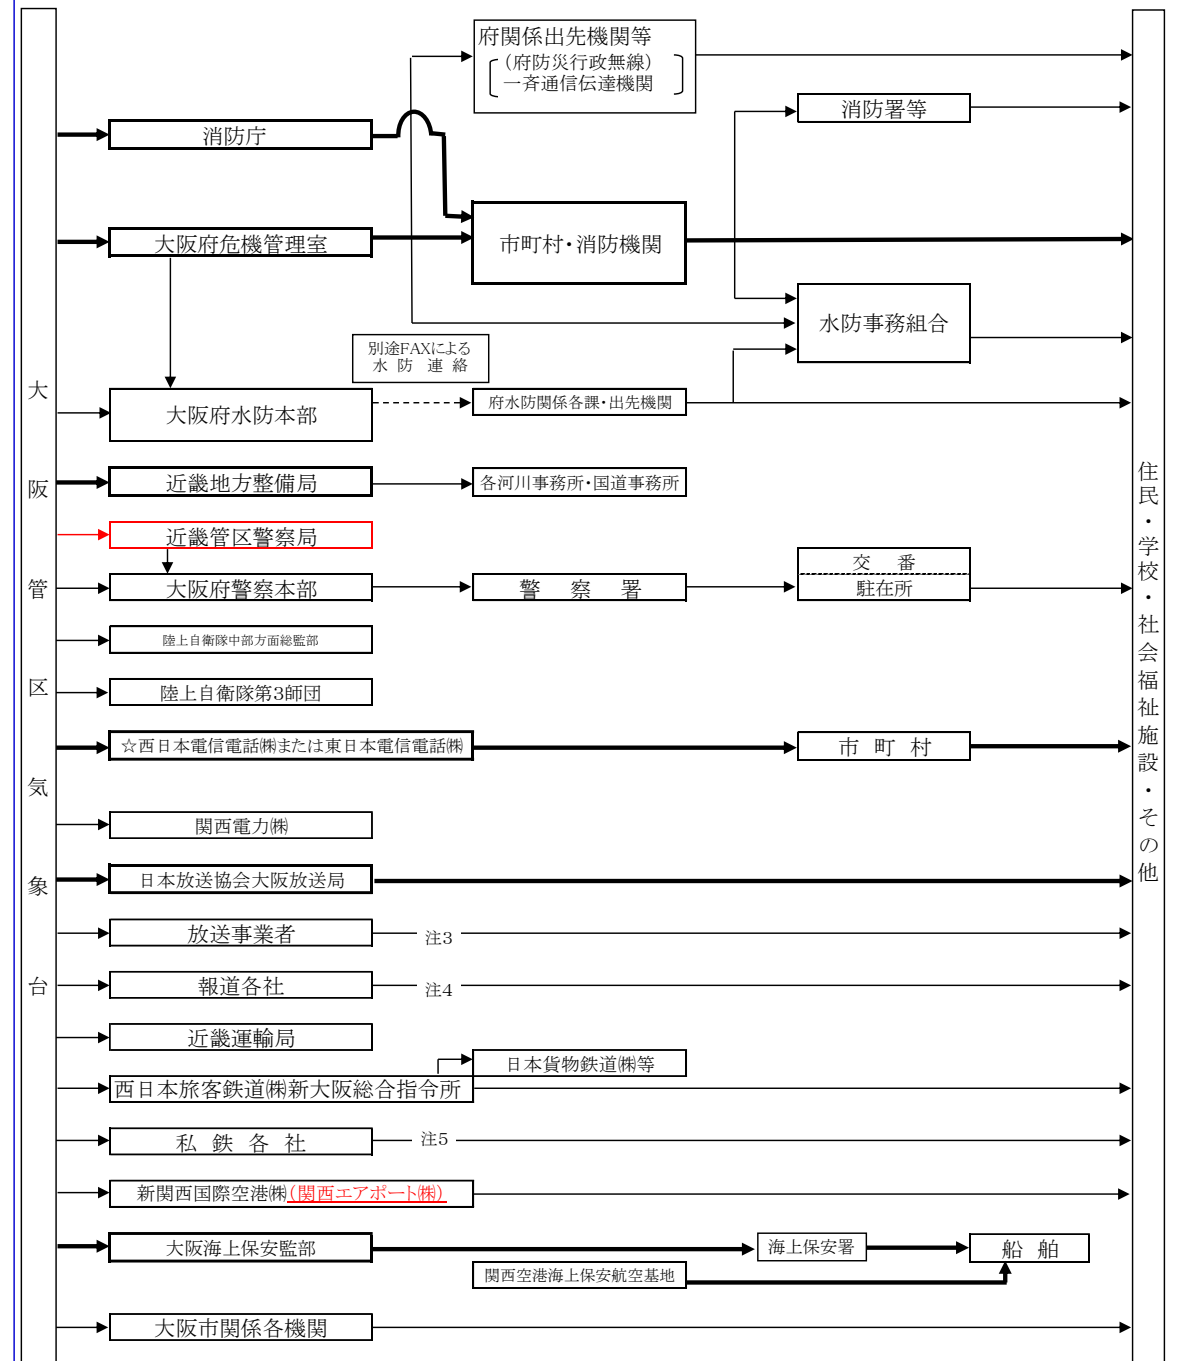 府関係出先機関等
（府防災行政無線）
一斉通信伝達機関
消防署等
消防庁
大阪府危機管理室
市町村・消防機関
水防事務組合
別途FAXによる
水 防 連 絡
大阪府水防本部
府水防関係各課・出先機関
近畿地方整備局
各河川事務所・国道事務所
近畿管区警察局
大阪府警察本部
警 察 署
交 番
駐在所
陸上自衛隊中部方面総監部
陸上自衛隊第3師団
☆西日本電信電話㈱または東日本電信電話㈱
市 町 村
関西電力㈱
日本放送協会大阪放送局
放送事業者
注3
報道各社
注4
近畿運輸局
日本貨物鉄道㈱等
西日本旅客鉄道㈱新大阪総合指令所
私 鉄 各 社
注5
新関西国際空港㈱（関西エアポート㈱）
大阪海上保安監部
海上保安署
船 舶
関西空港海上保安航空基地
大阪市関係各機関
大阪管区気象台
住民・学校・社会福祉施設・その他